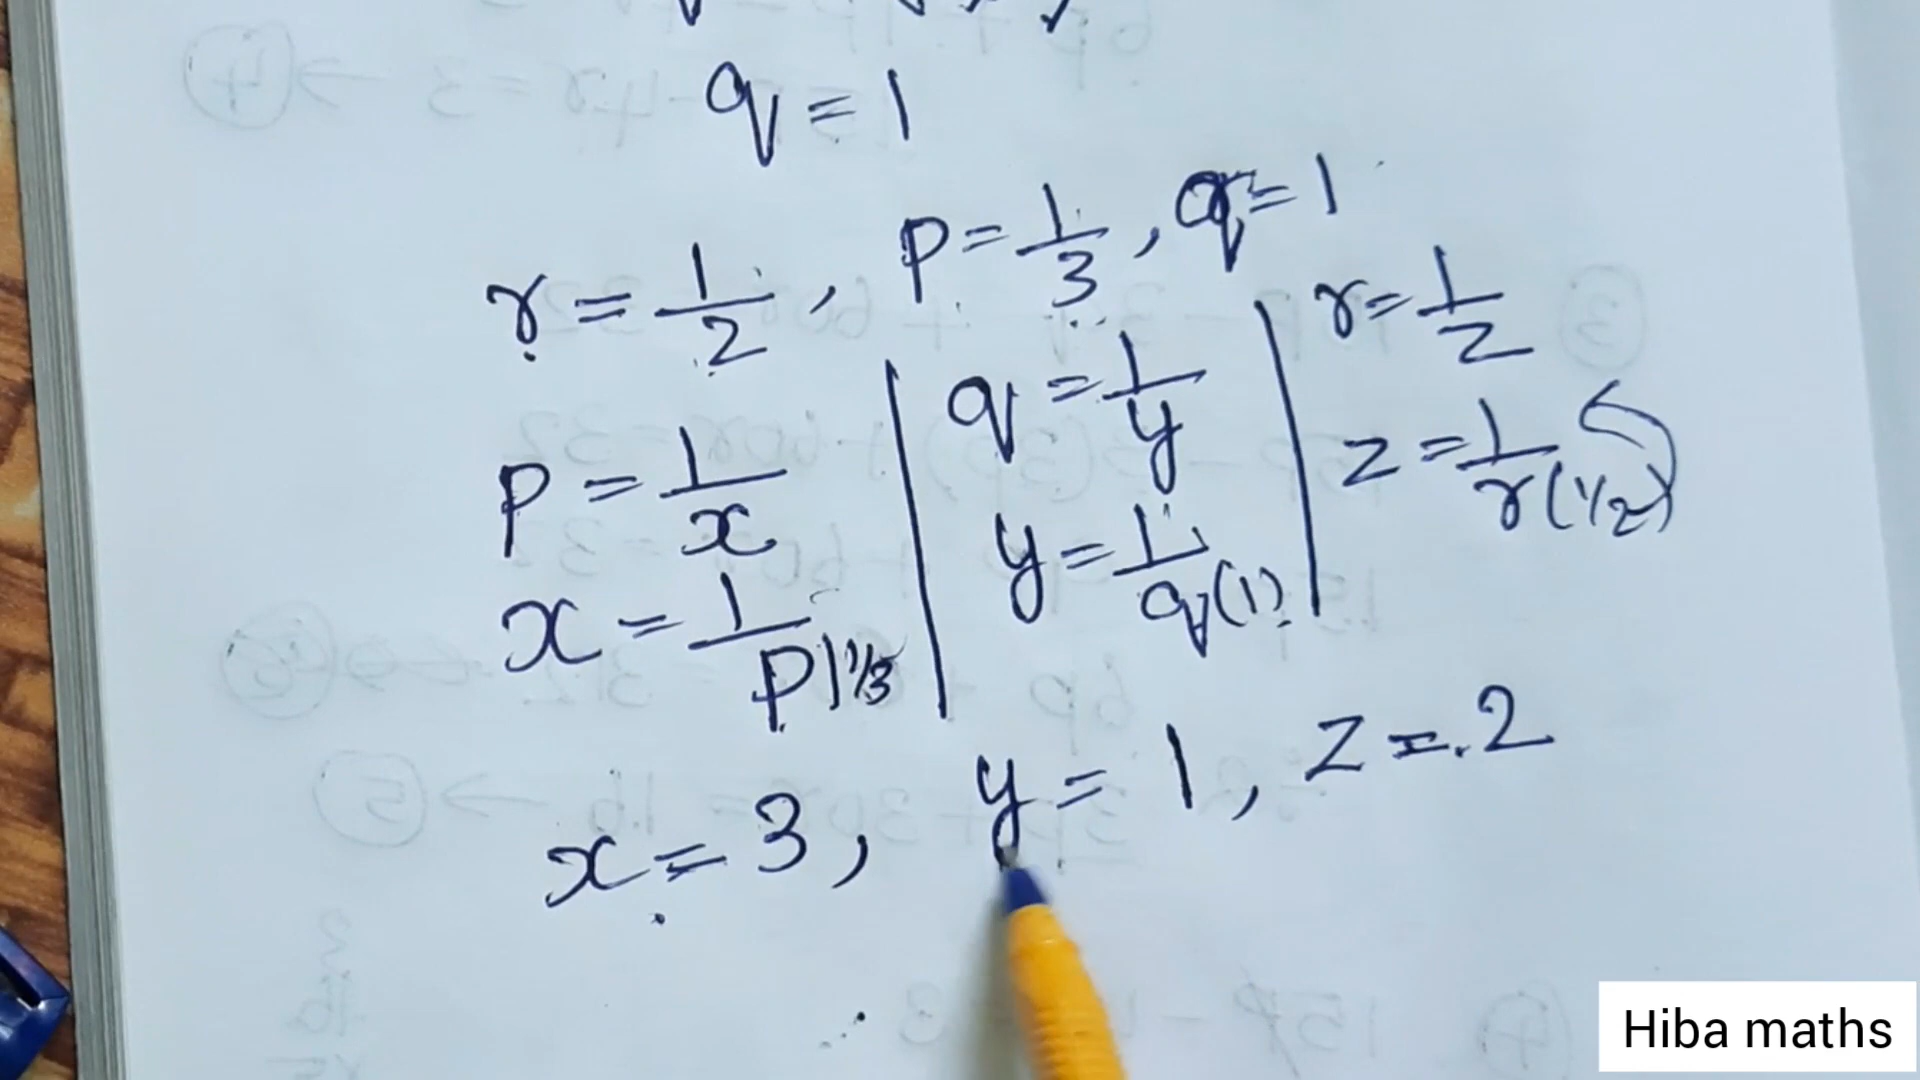 q = 1
r = 1/2, p = 1/3, q = 1
p = 1/x | q = 1/y | r = 1/z
x = 1/p | 1/3 | y = 1/q(1) | z = 1/r(1/2)
x = 3, y = 1, z = 2
Hiba maths